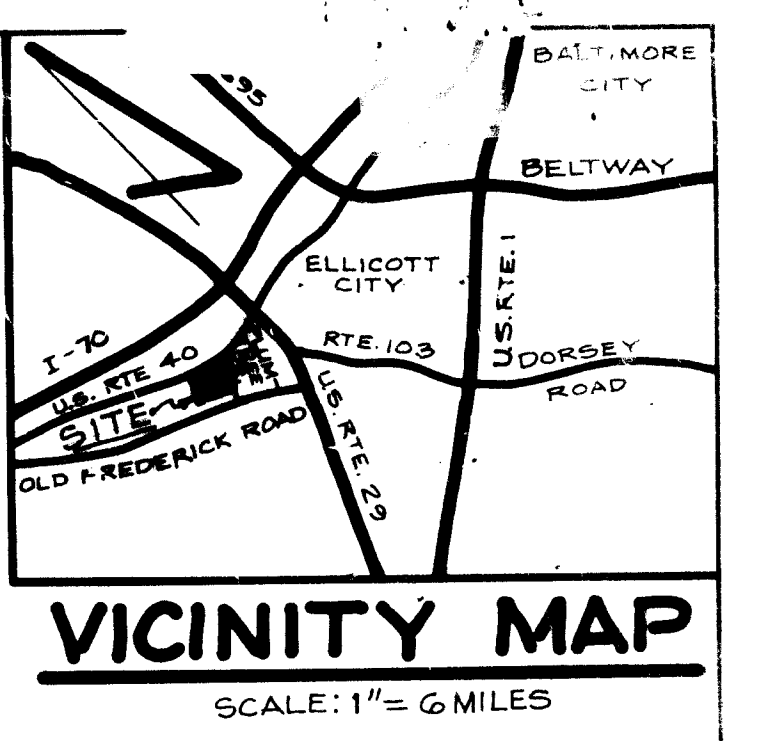 BALTIMORE
CITY
BELTWAY
ELLICOTT
CITY
U.S. RTE. 1
I-70
U.S. RTE 40
RTE. 103
DORSEY
ROAD
SITE
U.S. RTE. 29
OLD FREDERICK ROAD
VICINITY MAP
SCALE: 1"= 6 MILES